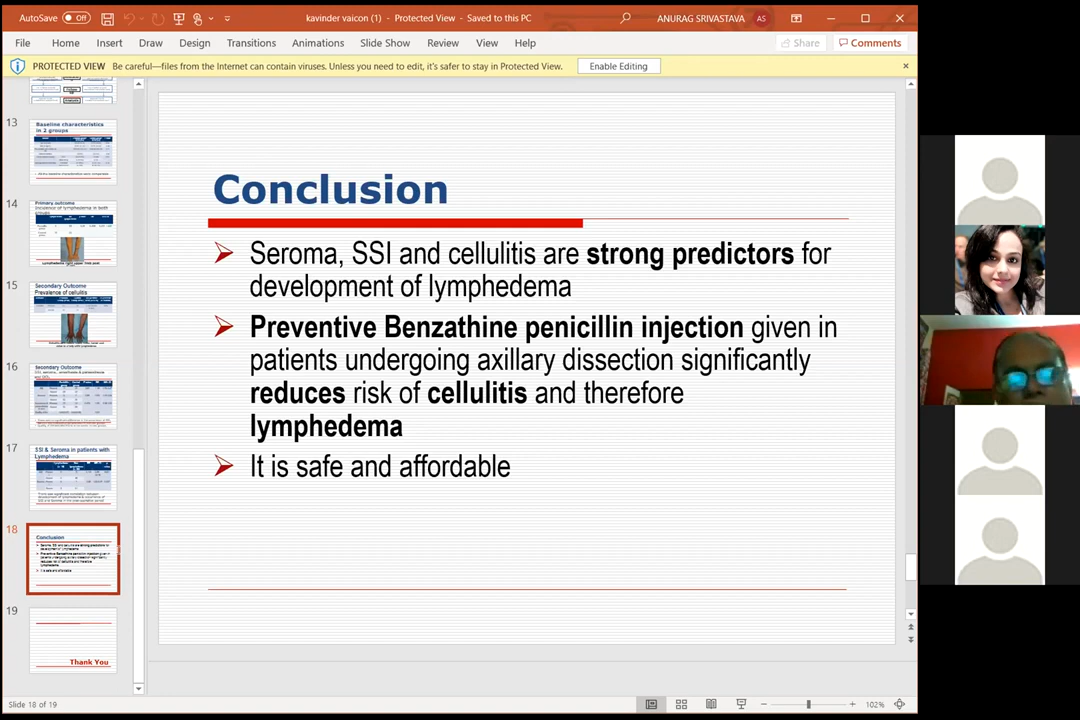 AutoSave Off kavinder vaicon (1) - Protected View - Saved to this PC ANURAG SRIVASTAVA AS
File Home Insert Draw Design Transitions Animations Slide Show Review View Help Share Comments
PROTECTED VIEW Be careful—files from the Internet can contain viruses. Unless you need to edit, it's safer to stay in Protected View. Enable Editing
13
Baseline characteristics
in 2 groups
14
Primary outcome
Incidence of lymphedema in both
groups
15
Secondary Outcome
Prevalence of cellulitis
16
Secondary Outcome
17
SSI & Seroma in patients with
Lymphedema
18
Conclusion
19
Thank You
Conclusion
Seroma, SSI and cellulitis are strong predictors for
development of lymphedema
Preventive Benzathine penicillin injection given in
patients undergoing axillary dissection significantly
reduces risk of cellulitis and therefore
lymphedema
It is safe and affordable
Slide 18 of 19 102%